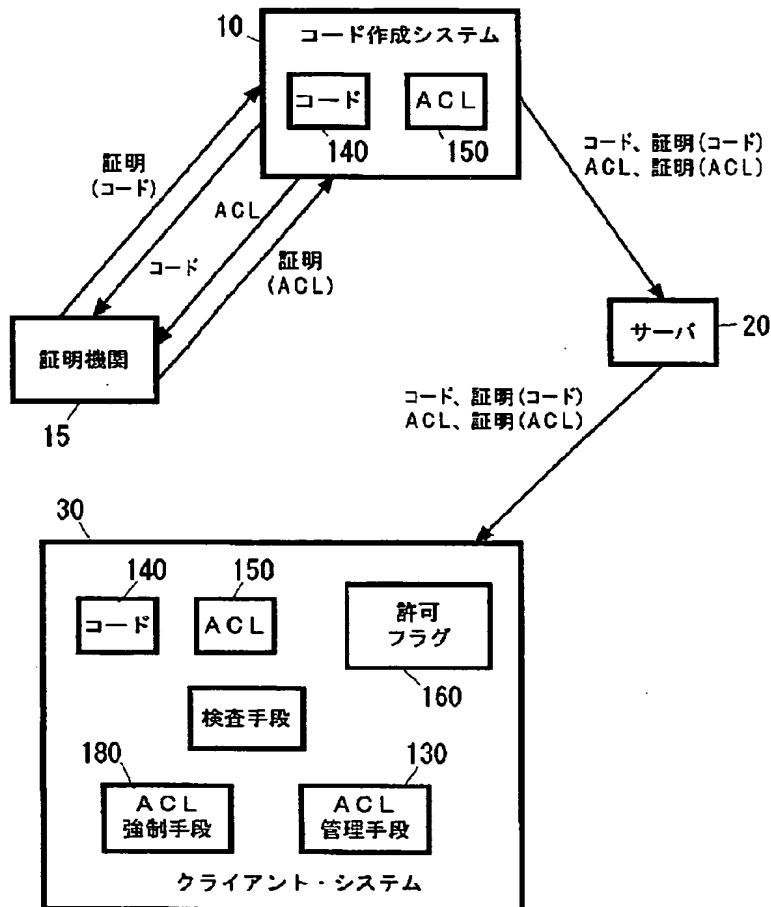 10
コード作成システム
コード
ACL
140
150
証明
(コード)
コード
ACL
証明
(ACL)
コード、証明(コード)
ACL、証明(ACL)
証明機関
15
サーバ
20
コード、証明(コード)
ACL、証明(ACL)
30
140
150
コード
ACL
許可
フラグ
160
検査手段
180
130
ACL
強制手段
ACL
管理手段
クライアント・システム